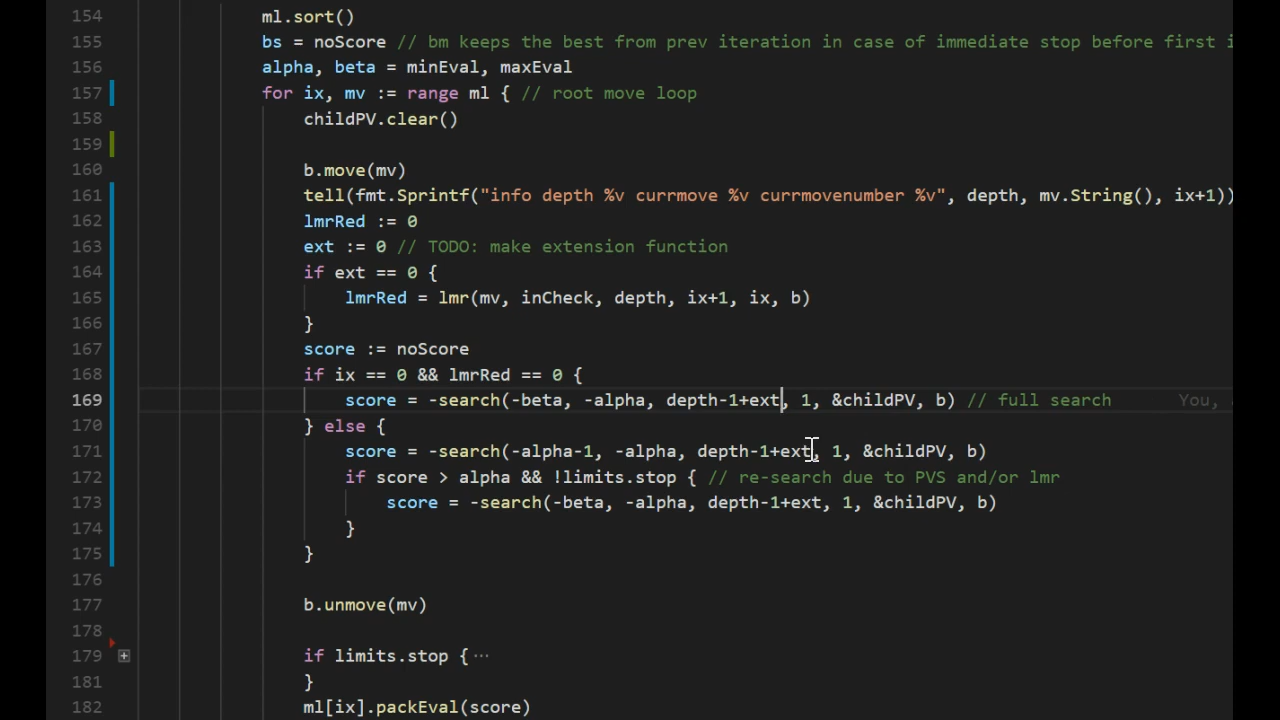 154 ml.sort()
155 bs = noScore // bm keeps the best from prev iteration in case of immediate stop before first i
156 alpha, beta = minEval, maxEval
157 for ix, mv := range ml { // root move loop
158 childPV.clear()
159
160 b.move(mv)
161 tell(fmt.Sprintf("info depth %v currmove %v currmovenumber %v", depth, mv.String(), ix+1))
162 lmrRed := 0
163 ext := 0 // TODO: make extension function
164 if ext == 0 {
165 lmrRed = lmr(mv, inCheck, depth, ix+1, ix, b)
166 }
167 score := noScore
168 if ix == 0 && lmrRed == 0 {
169 score = -search(-beta, -alpha, depth-1+ext, 1, &childPV, b) // full search You,
170 } else {
171 score = -search(-alpha-1, -alpha, depth-1+ext, 1, &childPV, b)
172 if score > alpha && !limits.stop { // re-search due to PVS and/or lmr
173 score = -search(-beta, -alpha, depth-1+ext, 1, &childPV, b)
174 }
175 }
176
177 b.unmove(mv)
178
179 if limits.stop {⋯
181 }
182 ml[ix].packEval(score)